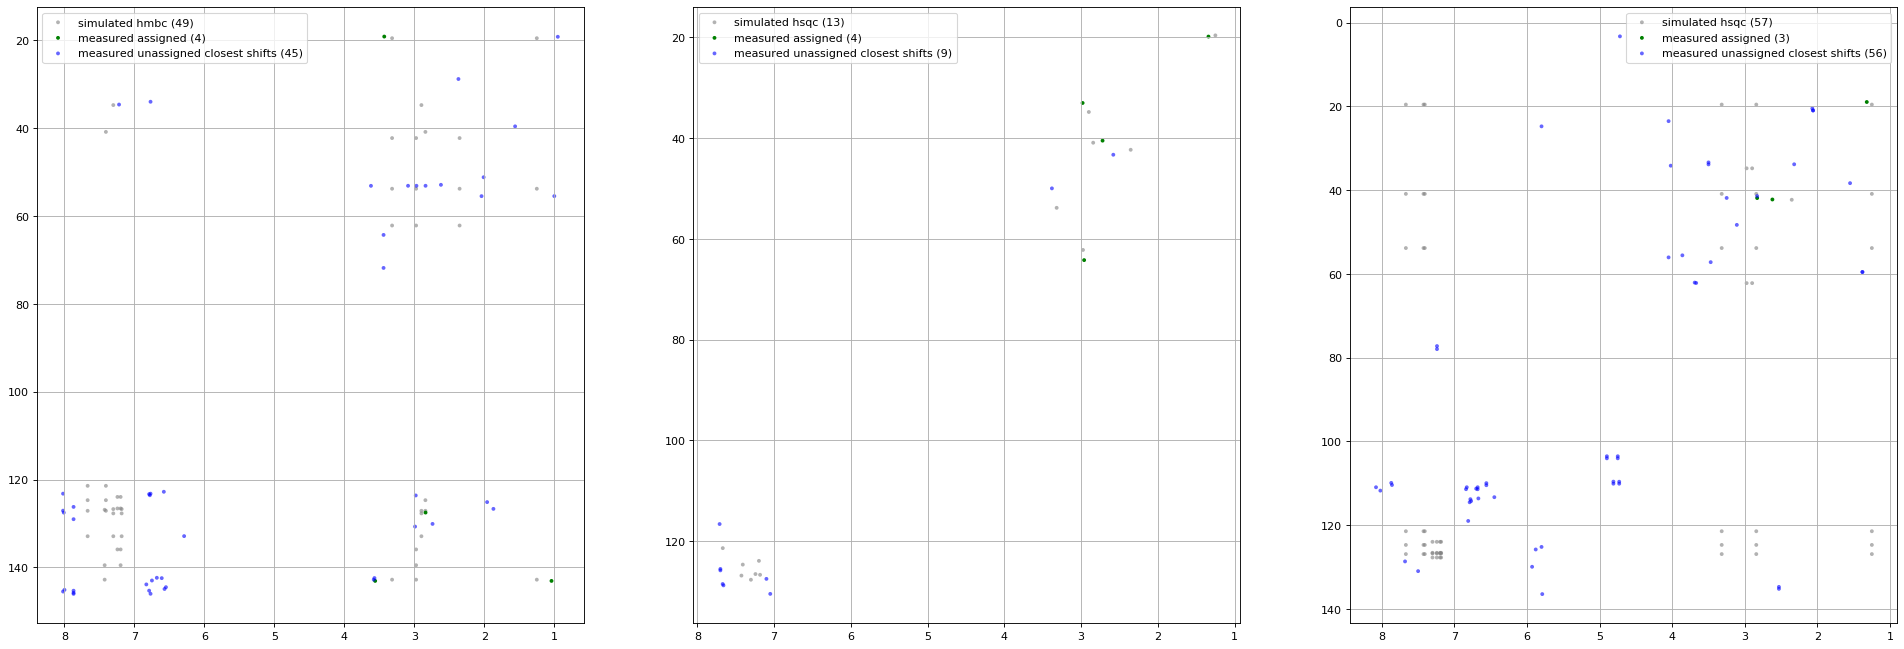 simulated hmbc (49)
measured assigned (4)
measured unassigned closest shifts (45)
20
40
60
80
100
120
140
8 7 6 5 4 3 2 1
simulated hsqc (13)
measured assigned (4)
measured unassigned closest shifts (9)
20
40
60
80
100
120
8 7 6 5 4 3 2 1
simulated hsqc (57)
measured assigned (3)
measured unassigned closest shifts (56)
0
20
40
60
80
100
120
140
8 7 6 5 4 3 2 1